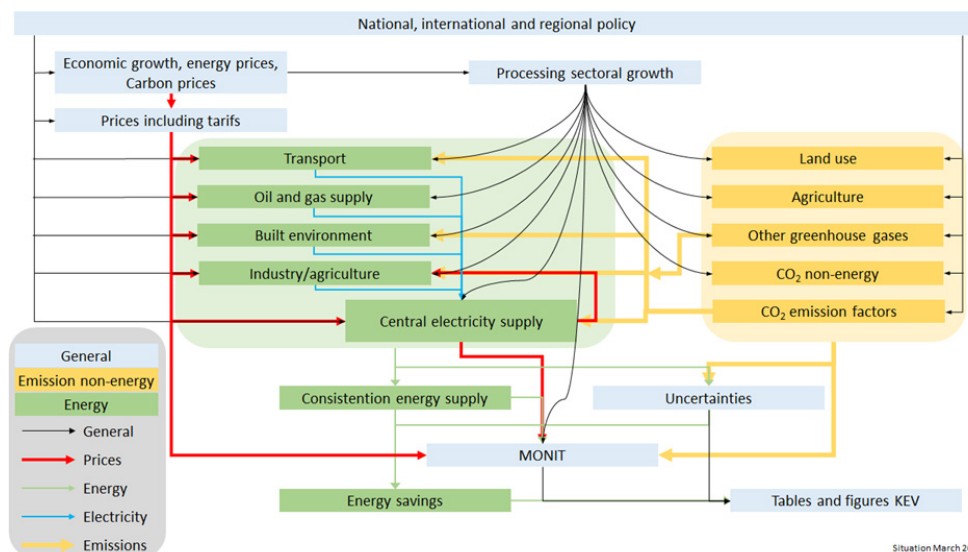 National, international and regional policy
Economic growth, energy prices,
Carbon prices
Processing sectoral growth
Prices including tarifs
Transport
Land use
Oil and gas supply
Agriculture
Built environment
Other greenhouse gases
Industry/agriculture
CO₂ non-energy
Central electricity supply
CO₂ emission factors
General
Emission non-energy
Energy
Consistention energy supply
Uncertainties
General
Prices
MONIT
Energy
Energy savings
Tables and figures KEV
Electricity
Emissions
Situation March